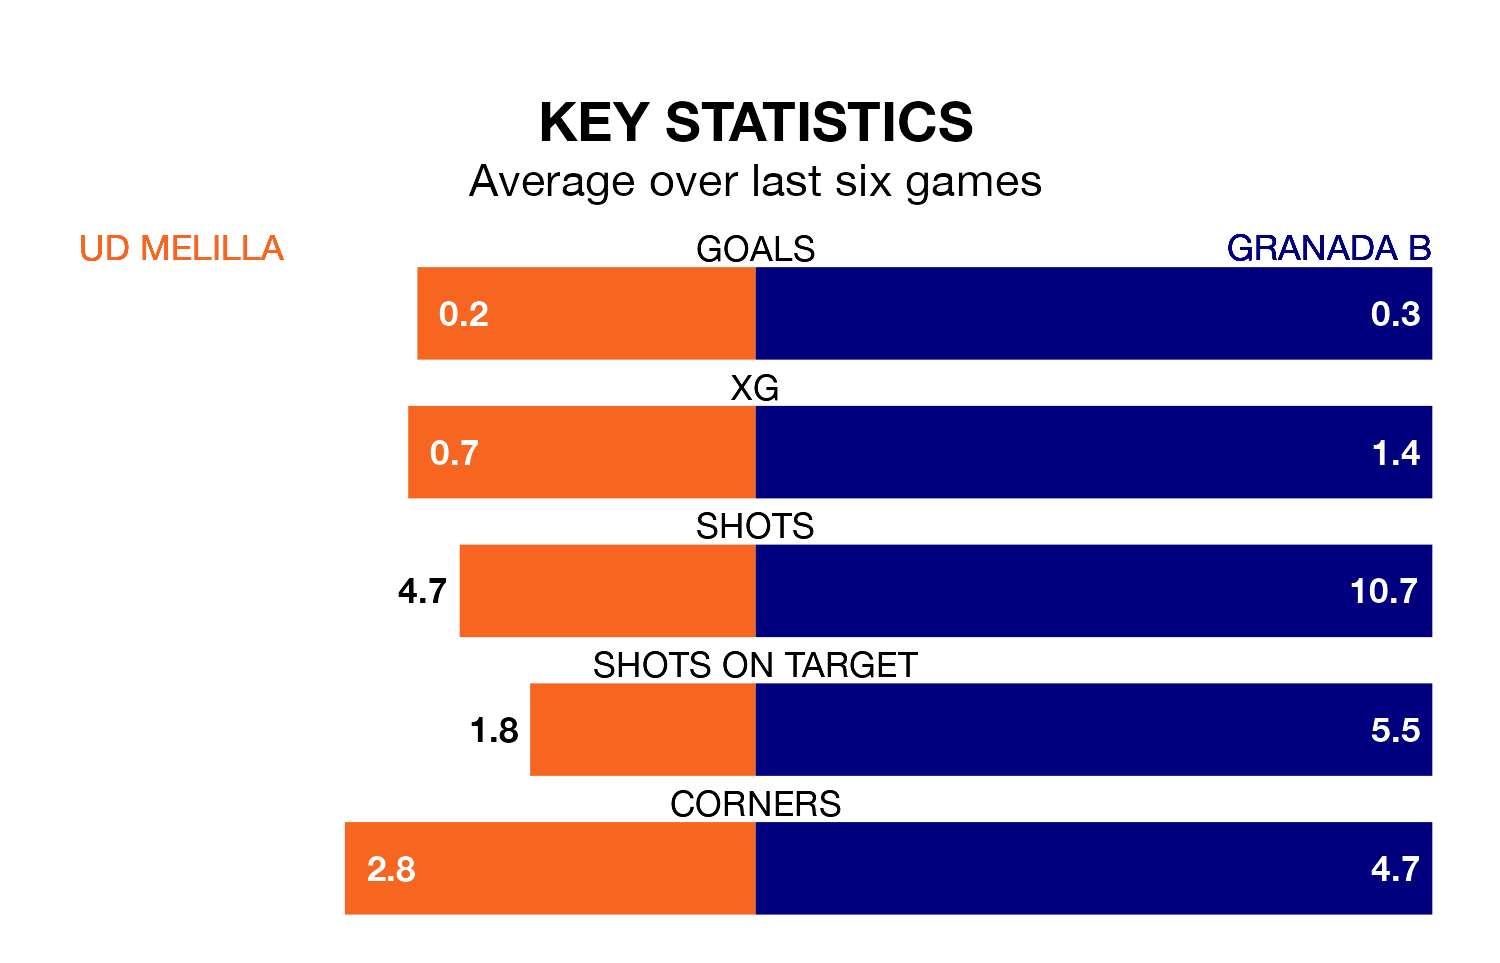 KEY STATISTICS
Average over last six games
UD MELILLA GOALS GRANADA B
0.2 0.3
XG
0.7 1.4
SHOTS
4.7 10.7
SHOTS ON TARGET
1.8 5.5
CORNERS
2.8 4.7